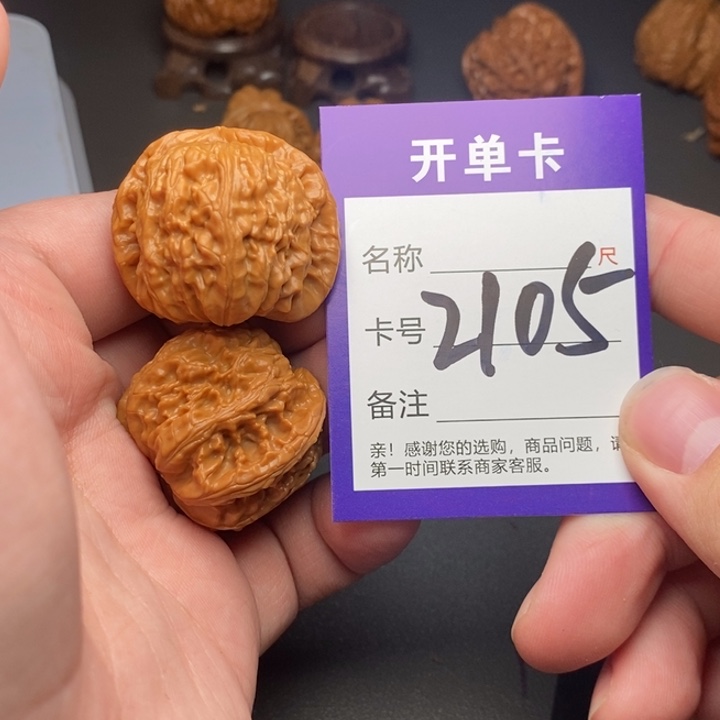 开单卡
名称 尺
卡号 2105
备注
亲！感谢您的选购，商品问题，请
第一时间联系商家客服。